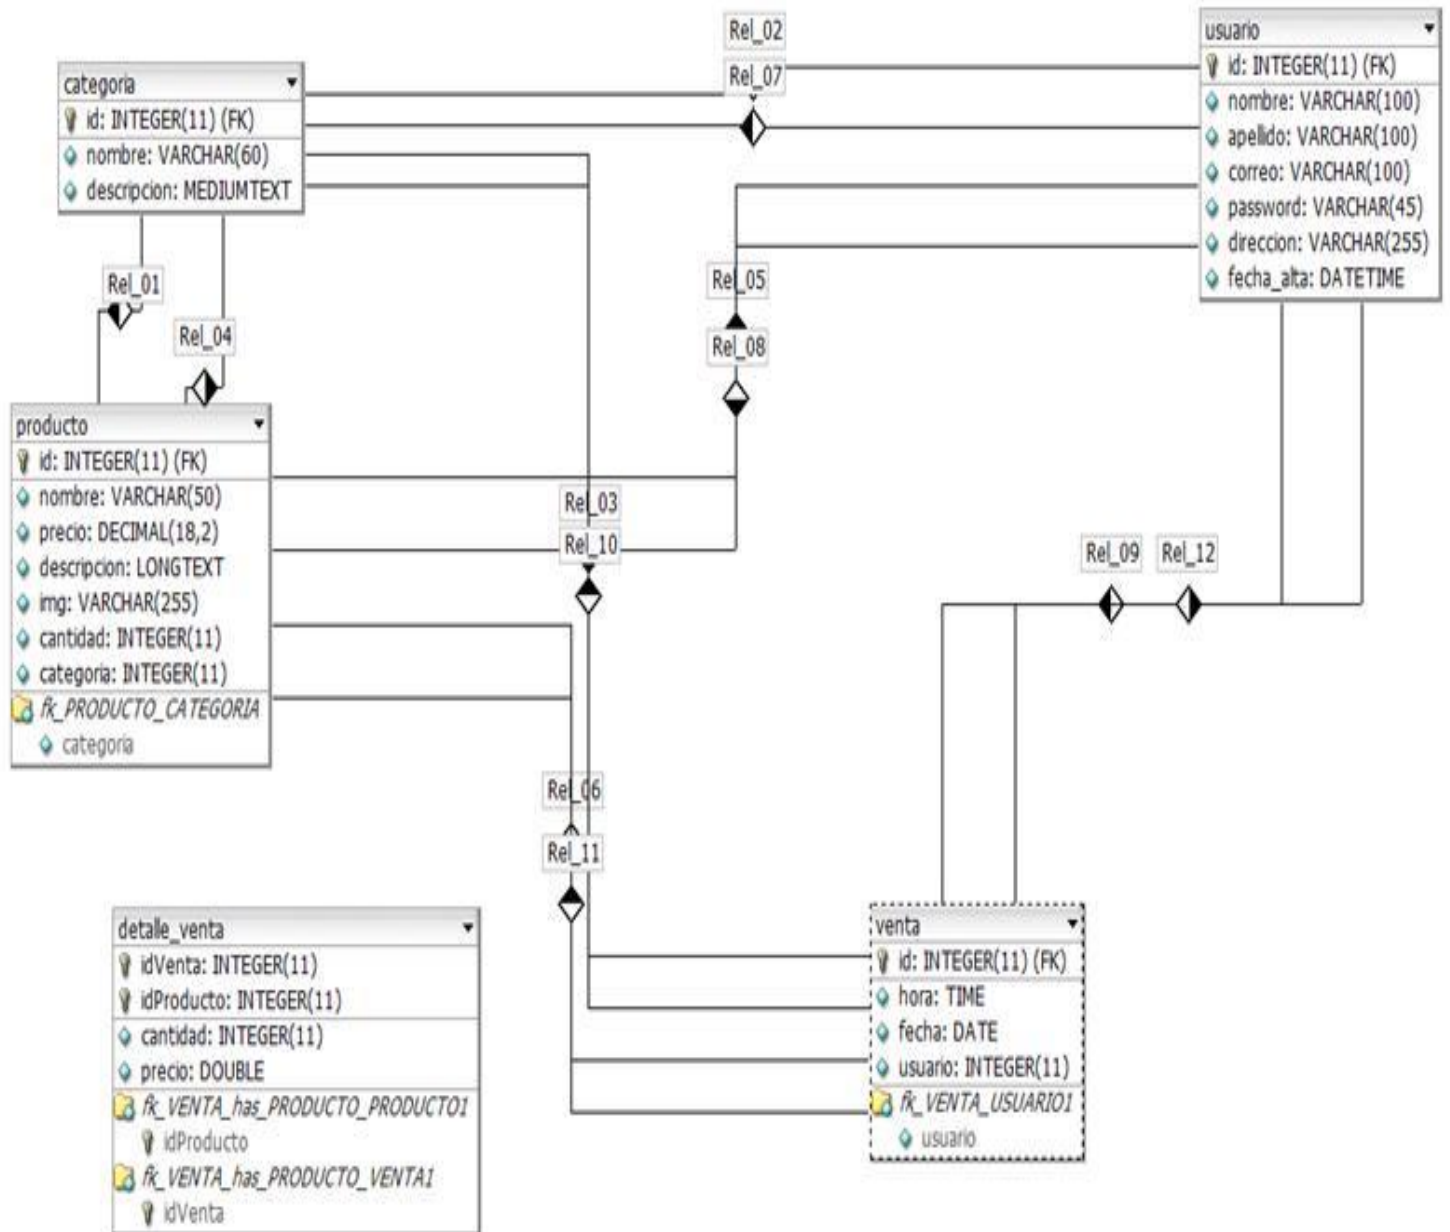 categoria
id: INTEGER(11) (FK)
nombre: VARCHAR(60)
descripcion: MEDIUMTEXT
Rel_02
Rel_07
usuario
id: INTEGER(11) (FK)
nombre: VARCHAR(100)
apellido: VARCHAR(100)
correo: VARCHAR(100)
password: VARCHAR(45)
direccion: VARCHAR(255)
fecha_alta: DATETIME
Rel_01
Rel_04
Rel_05
Rel_08
producto
id: INTEGER(11) (FK)
nombre: VARCHAR(50)
precio: DECIMAL(18,2)
descripcion: LONGTEXT
img: VARCHAR(255)
cantidad: INTEGER(11)
categoria: INTEGER(11)
fk_PRODUCTO_CATEGORIA
categoria
Rel_03
Rel_10
Rel_09
Rel_12
Rel_06
Rel_11
detalle_venta
idVenta: INTEGER(11)
idProducto: INTEGER(11)
cantidad: INTEGER(11)
precio: DOUBLE
fk_VENTA_has_PRODUCTO_PRODUCTO1
idProducto
fk_VENTA_has_PRODUCTO_VENTA1
idVenta
venta
id: INTEGER(11) (FK)
hora: TIME
fecha: DATE
usuario: INTEGER(11)
fk_VENTA_USUARIO1
usuario